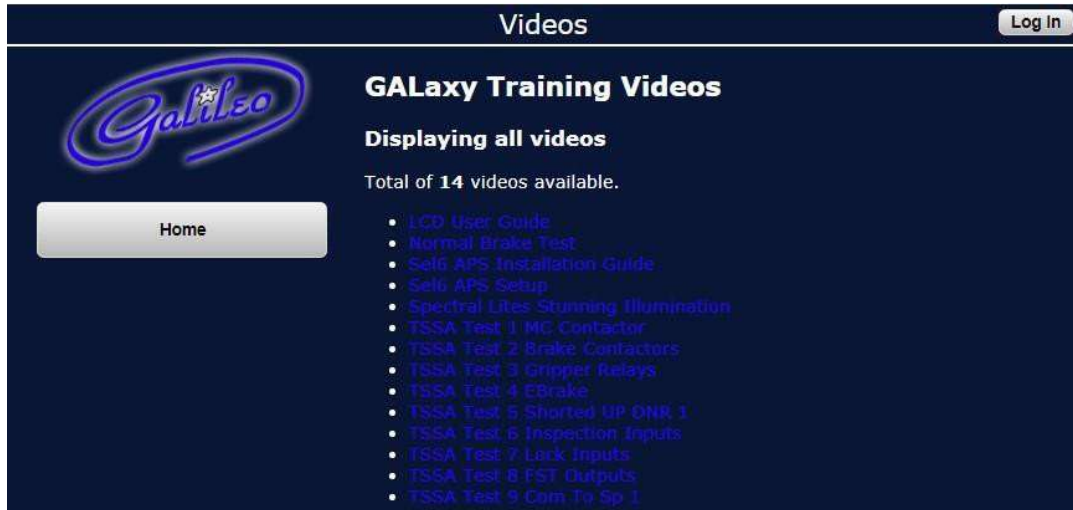 Videos
Log In
Galileo
GALaxy Training Videos
Displaying all videos
Total of 14 videos available.
Home
LCD User Guide
Normal Brake Test
Sel6 APS Installation Guide
Sel6 APS Setup
Spectral Lites Stunning Illumination
TSSA Test 1 MC Contactor
TSSA Test 2 Brake Contactors
TSSA Test 3 Gripper Relays
TSSA Test 4 EBrake
TSSA Test 5 Shorted UP DNR 1
TSSA Test 6 Inspection Inputs
TSSA Test 7 Lock Inputs
TSSA Test 8 FST Outputs
TSSA Test 9 Com To Sp 1